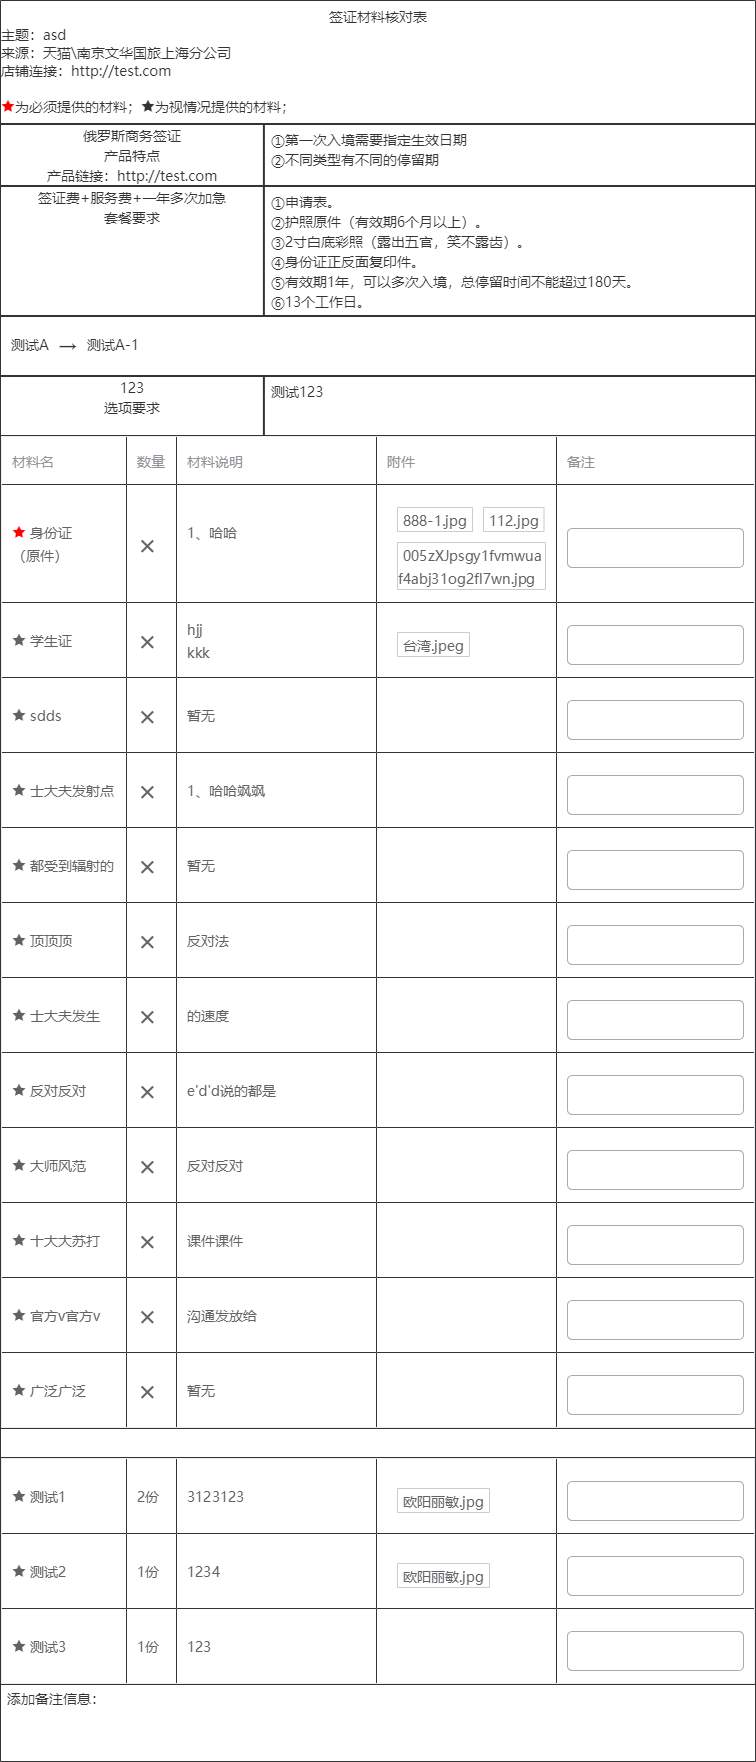 签证材料核对表
主题：asd
来源：天猫\南京文华国旅上海分公司
店铺连接：http://test.com
★为必须提供的材料；★为视情况提供的材料；
俄罗斯商务签证
产品特点
产品链接：http://test.com
①第一次入境需要指定生效日期
②不同类型有不同的停留期
签证费+服务费+一年多次加急
套餐要求
①申请表。
②护照原件（有效期6个月以上）。
③2寸白底彩照（露出五官，笑不露齿）。
④身份证正反面复印件。
⑤有效期1年，可以多次入境，总停留时间不能超过180天。
⑥13个工作日。
测试A → 测试A-1
123
选项要求
测试123
材料名 数量 材料说明 附件 备注
★ 身份证
（原件）
×
1、哈哈
888-1.jpg 112.jpg
005zXJpsgy1fvmwua
f4abj31og2fl7wn.jpg
★ 学生证
×
hjj
kkk
台湾.jpeg
★ sdds × 暂无
★ 士大夫发射点 × 1、哈哈飒飒
★ 都受到辐射的 × 暂无
★ 顶顶顶 × 反对法
★ 士大夫发生 × 的速度
★ 反对反对 × e'd'd说的都是
★ 大师风范 × 反对反对
★ 十大大苏打 × 课件课件
★ 官方v官方v × 沟通发放给
★ 广泛广泛 × 暂无
★ 测试1 2份 3123123 欧阳丽敏.jpg
★ 测试2 1份 1234 欧阳丽敏.jpg
★ 测试3 1份 123
添加备注信息：